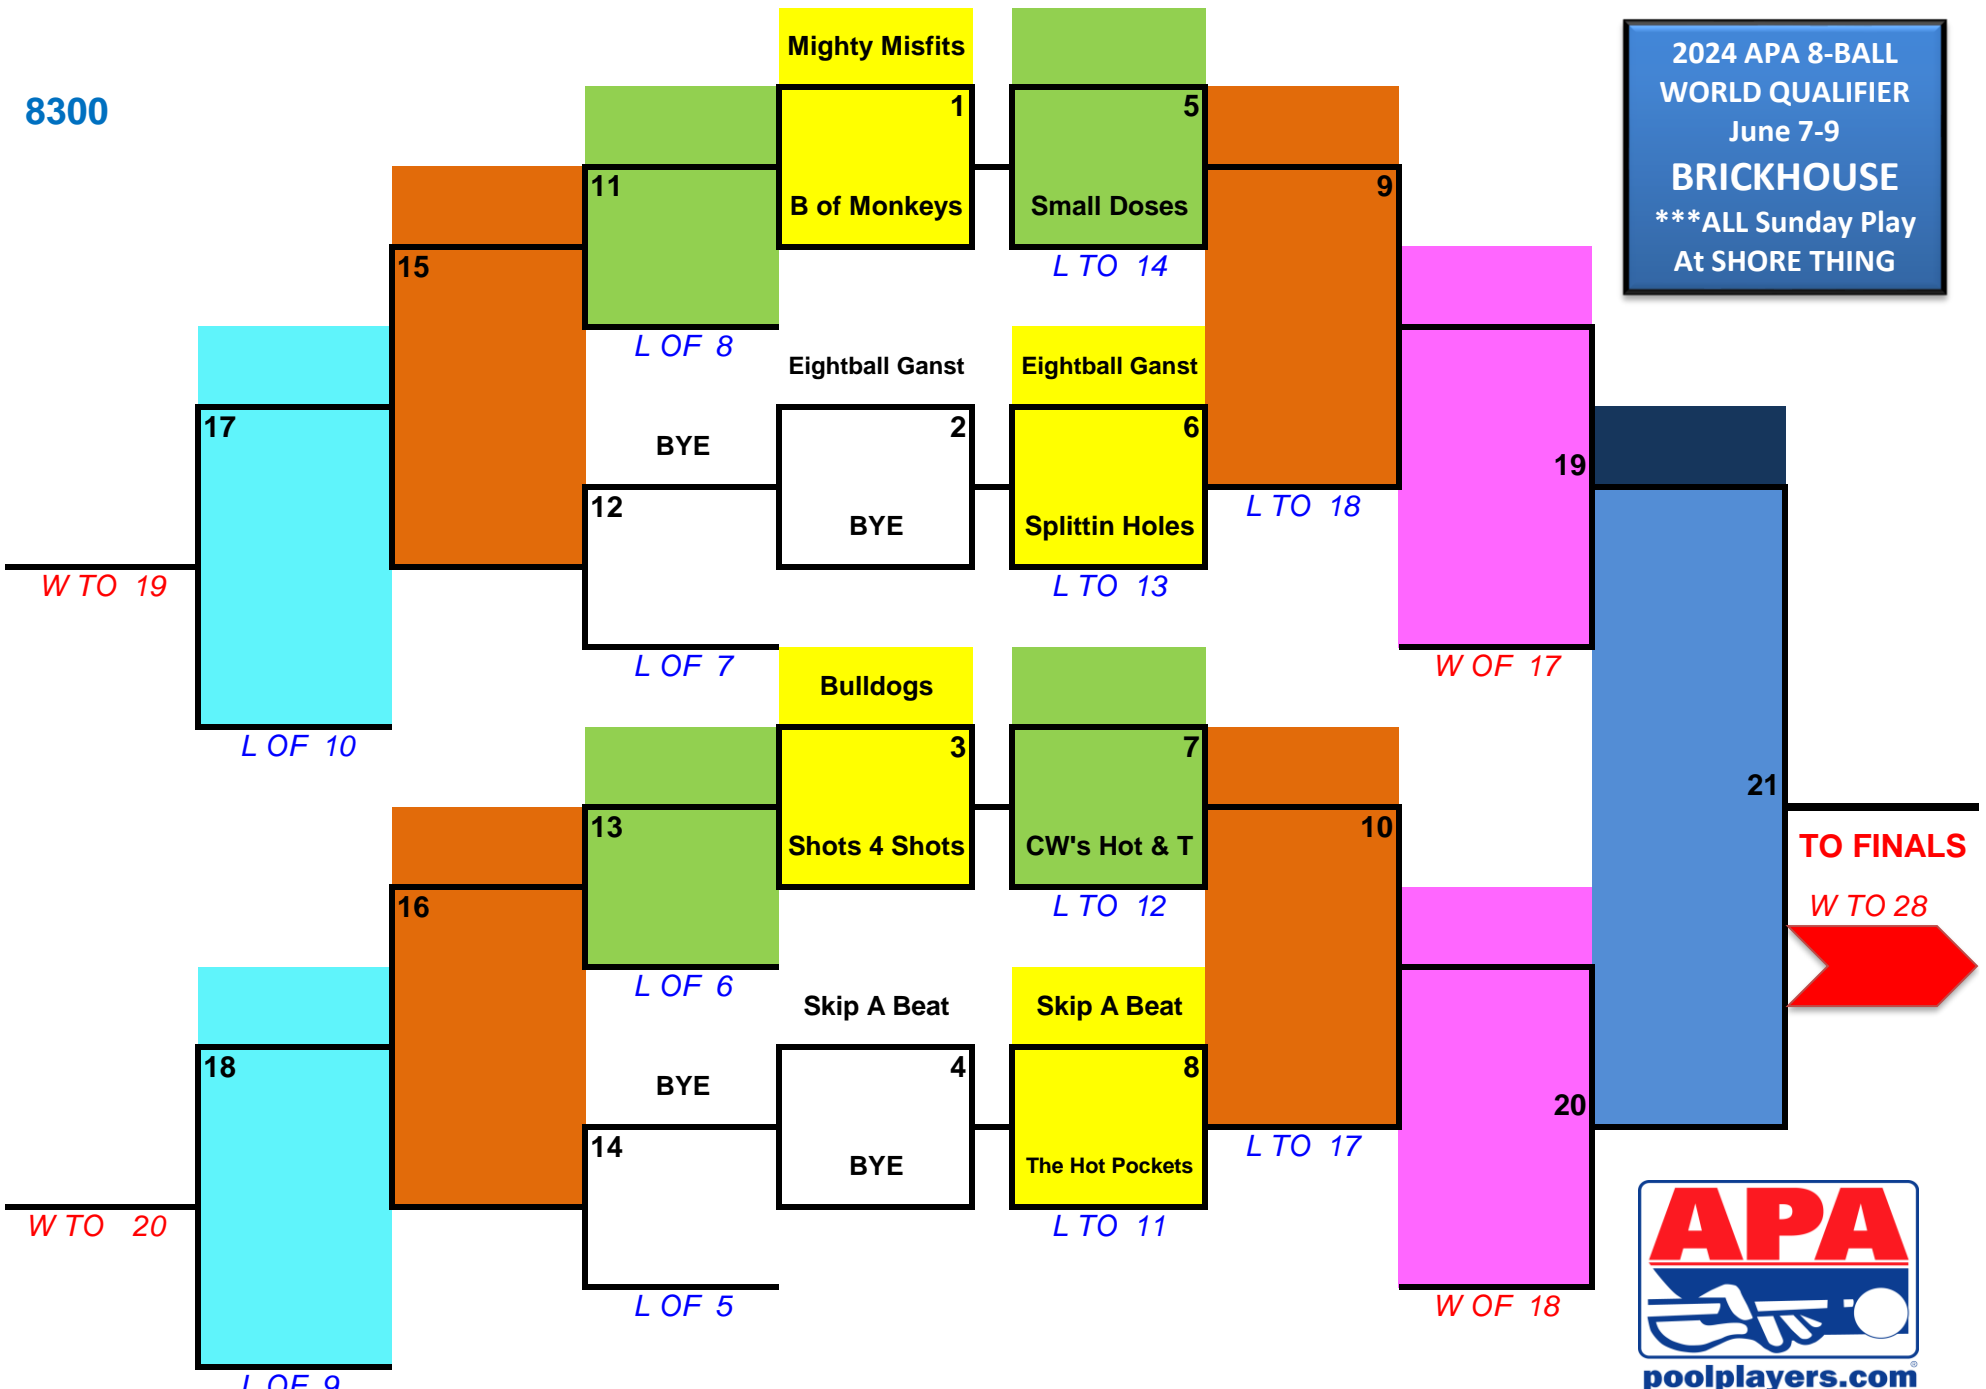 Mighty Misfits
8300
1
5
11
9
B of Monkeys
Small Doses
15
L TO 14
L OF 8
Eightball Ganst
Eightball Ganst
17
BYE
2
6
19
12
BYE
Splittin Holes
L TO 18
W TO 19
L TO 13
L OF 7
W OF 17
Bulldogs
L OF 10
3
7
21
13
10
Shots 4 Shots
CW's Hot & T
TO FINALS
16
L TO 12
W TO 28
L OF 6
Skip A Beat
Skip A Beat
18
BYE
4
8
20
14
BYE
The Hot Pockets
L TO 17
W TO 20
L TO 11
L OF 5
W OF 18
L OF 9
2024 APA 8-BALL
WORLD QUALIFIER
June 7-9
BRICKHOUSE
***ALL Sunday Play
At SHORE THING
APA
poolplayers.com®